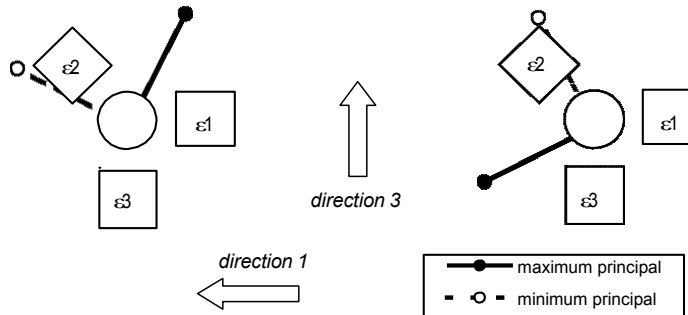 ε2
ε1
ε3
direction 3
direction 1
ε2
ε1
ε3
maximum principal
minimum principal